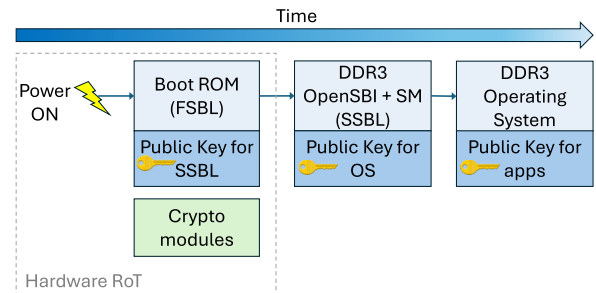 Time
Power
ON
Boot ROM
(FSBL)
Public Key for
SSBL
Crypto
modules
Hardware RoT
DDR3
OpenSBI + SM
(SSBL)
Public Key for
OS
DDR3
Operating
System
Public Key for
apps